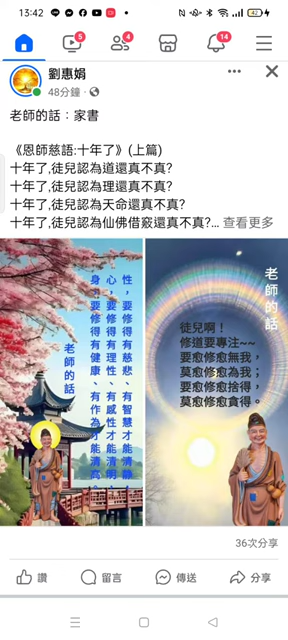 13:42
42
5
4
14
劉惠娟
48分鐘
老師的話：家書
《恩師慈語:十年了》(上篇)
十年了,徒兒認為道還真不真?
十年了,徒兒認為理還真不真?
十年了,徒兒認為天命還真不真?
十年了,徒兒認為仙佛借竅還真不真?... 查看更多
性，要修得有慈悲、有智慧才能清靜，
心，要修得有理性、有感性才能清明，
身，要修得有健康、有作為才能清高。
老師的話
老師的話
徒兒啊！
修道要專注~~
要愈修愈無我，
莫愈修愈為我；
要愈修愈捨得，
莫愈修愈貪得。
36次分享
讚
留言
傳送
分享